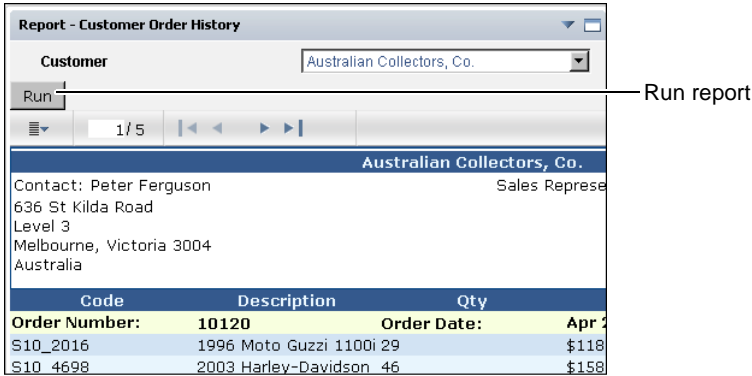 Report - Customer Order History
Customer Australian Collectors, Co.
Run Run report
1/ 5
Australian Collectors, Co.
Contact: Peter Ferguson Sales Represe
636 St Kilda Road
Level 3
Melbourne, Victoria 3004
Australia
Code Description Qty
Order Number: 10120 Order Date: Apr 2
S10_2016 1996 Moto Guzzi 1100i 29 $118
S10_4698 2003 Harley-Davidson 46 $158